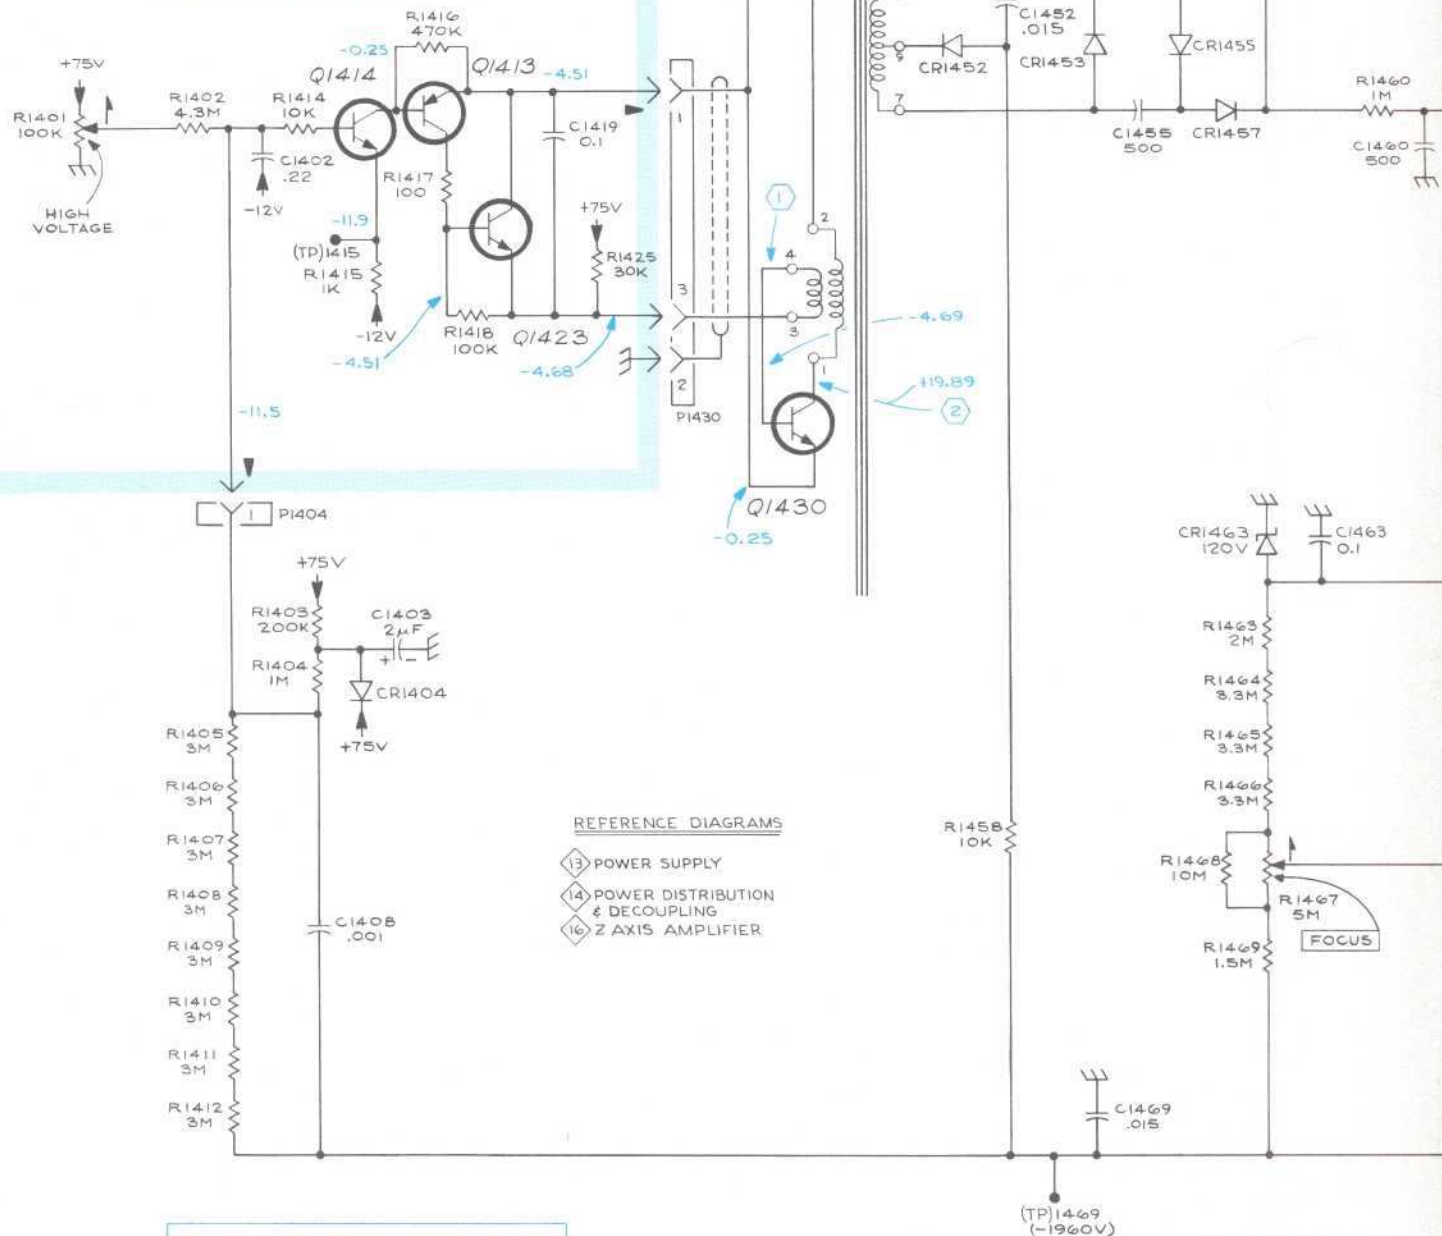 R1416
470K
-0.25
Q1414
Q1413
-4.51
+75V
R1401
100K
R1402
4.3M
R1414
10K
C1402
.22
-12V
HIGH
VOLTAGE
R1417
100
C1419
0.1
-11.9
(TP)1415
R1415
1K
-12V
+75V
R1425
30K
R1418
100K
Q1423
-4.51
-4.68
-11.5
1
3
2
P1430
1
2
4
3
1
-4.69
+19.89
2
Q1430
-0.25
9
7
C1452
.015
CR1452
CR1453
CR1455
C1455
500
CR1457
R1460
1M
C1460
500
1
P1404
+75V
R1403
200K
C1403
2µF
+ -
R1404
1M
CR1404
+75V
R1405
3M
R1406
3M
R1407
3M
R1408
3M
R1409
3M
R1410
3M
R1411
3M
R1412
3M
C1408
.001
REFERENCE DIAGRAMS
13 POWER SUPPLY
14 POWER DISTRIBUTION
& DECOUPLING
16 Z AXIS AMPLIFIER
R1458
10K
CR1463
120V
C1463
0.1
R1463
2M
R1464
3.3M
R1465
3.3M
R1466
3.3M
R1468
10M
R1467
5M
FOCUS
R1469
1.5M
C1469
.015
(TP)1469
(-1960V)